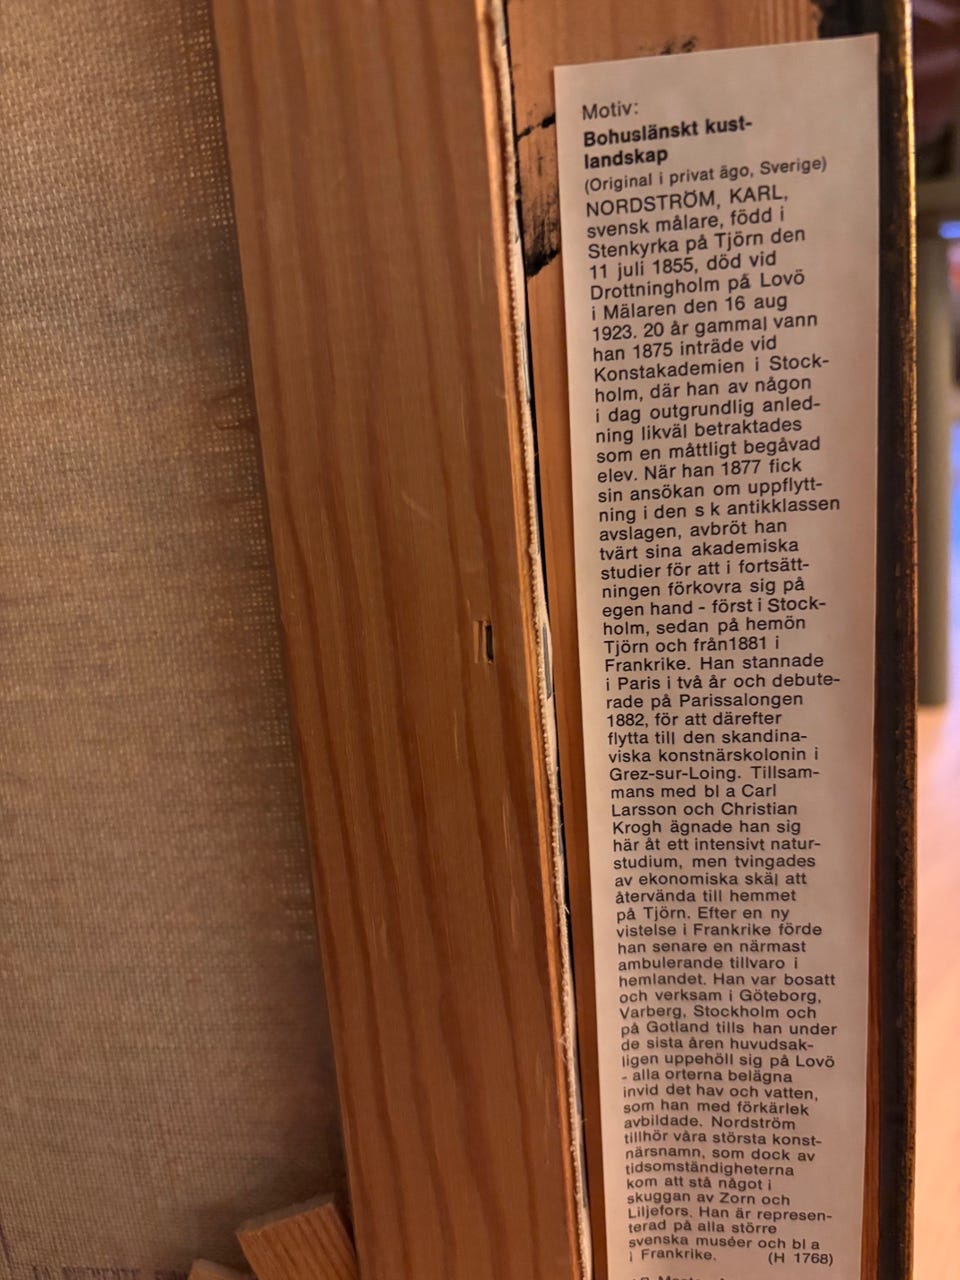 Motiv:
Bohuslänskt kust-
landskap
(Original i privat ägo, Sverige)
NORDSTRÖM, KARL,
svensk målare, född i
Stenkyrka på Tjörn den
11 juli 1855, död vid
Drottningholm på Lovö
i Mälaren den 16 aug
1923. 20 år gammal vann
han 1875 inträde vid
Konstakademien i Stock-
holm, där han av någon
i dag outgrundlig anled-
ning likväl betraktades
som en måttligt begåvad
elev. När han 1877 fick
sin ansökan om uppflytt-
ning i den s k antikklassen
avslagen, avbröt han
tvärt sina akademiska
studier för att i fortsätt-
ningen förkovra sig på
egen hand - först i Stock-
holm, sedan på hemön
Tjörn och från1881 i
Frankrike. Han stannade
i Paris i två år och debute-
rade på Parissalongen
1882, för att därefter
flytta till den skandina-
viska konstnärskolonin i
Grez-sur-Loing. Tillsam-
mans med bl a Carl
Larsson och Christian
Krogh ägnade han sig
här åt ett intensivt natur-
studium, men tvingades
av ekonomiska skäl att
återvända till hemmet
på Tjörn. Efter en ny
vistelse i Frankrike förde
han senare en närmast
ambulerande tillvaro i
hemlandet. Han var bosatt
och verksam i Göteborg,
Varberg, Stockholm och
på Gotland tills han under
de sista åren huvudsak-
ligen uppehöll sig på Lovö
- alla orterna belägna
invid det hav och vatten,
som han med förkärlek
avbildade. Nordström
tillhör våra största konst-
närsnamn, som dock av
tidsomständigheterna
kom att stå något i
skuggan av Zorn och
Liljefors. Han är represen-
terad på alla större
svenska muséer och bl a
i Frankrike. (H 1768)